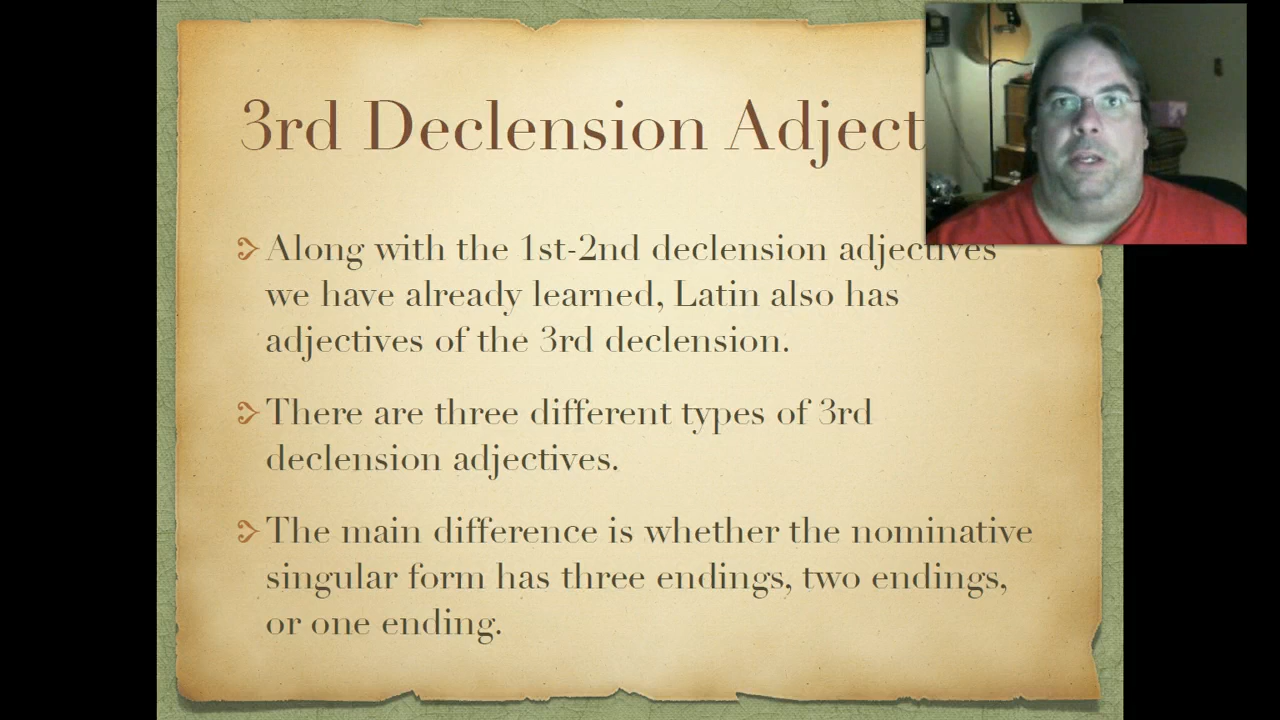 3rd Declension Adject
Along with the 1st-2nd declension adjectives
we have already learned, Latin also has
adjectives of the 3rd declension.
There are three different types of 3rd
declension adjectives.
The main difference is whether the nominative
singular form has three endings, two endings,
or one ending.